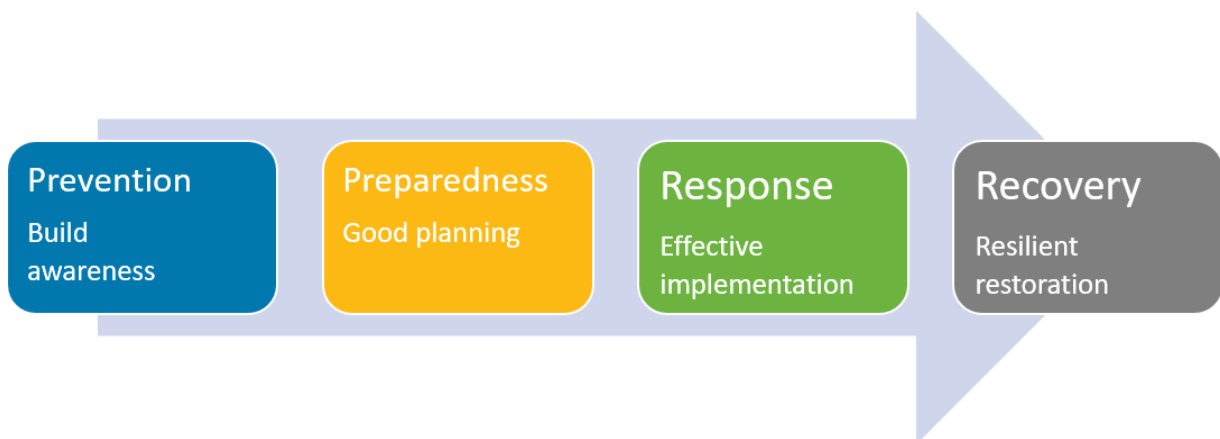 Prevention
Build
awareness
Preparedness
Good planning
Response
Effective
implementation
Recovery
Resilient
restoration